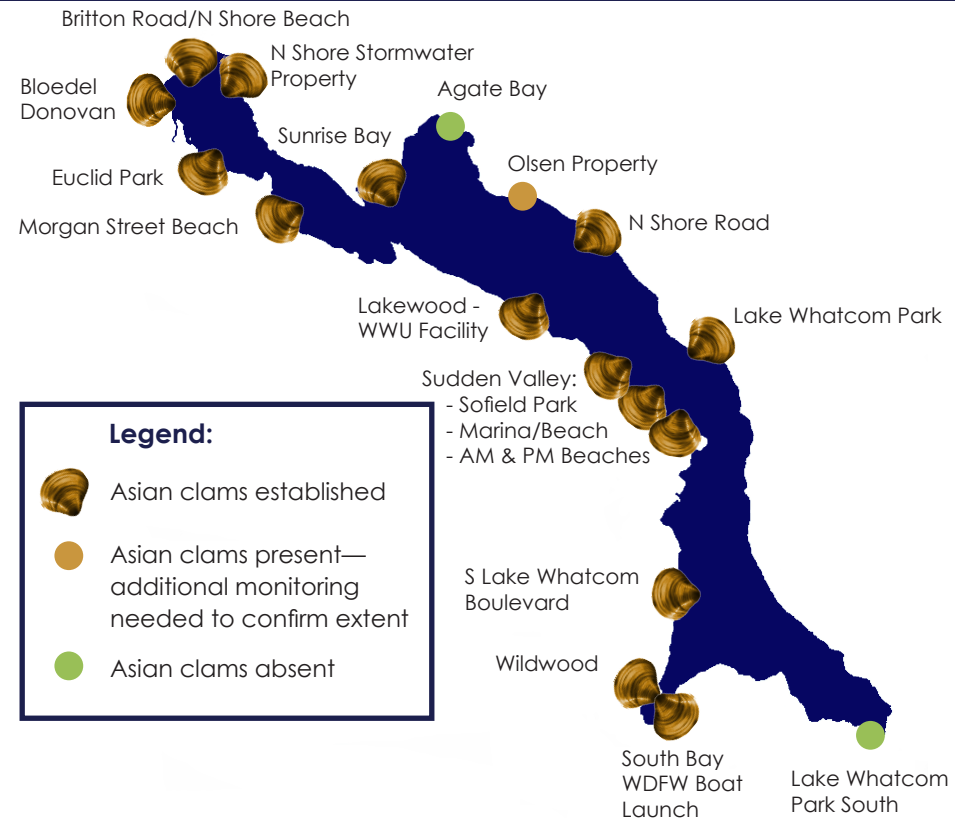 Britton Road/N Shore Beach
N Shore Stormwater
Property
Bloedel
Donovan
Agate Bay
Sunrise Bay
Olsen Property
Euclid Park
Morgan Street Beach
N Shore Road
Lakewood -
WWU Facility
Lake Whatcom Park
Sudden Valley:
- Sofield Park
- Marina/Beach
- AM & PM Beaches
Legend:
Asian clams established
Asian clams present—
additional monitoring
needed to confirm extent
Asian clams absent
S Lake Whatcom
Boulevard
Wildwood
South Bay
WDFW Boat
Launch
Lake Whatcom
Park South